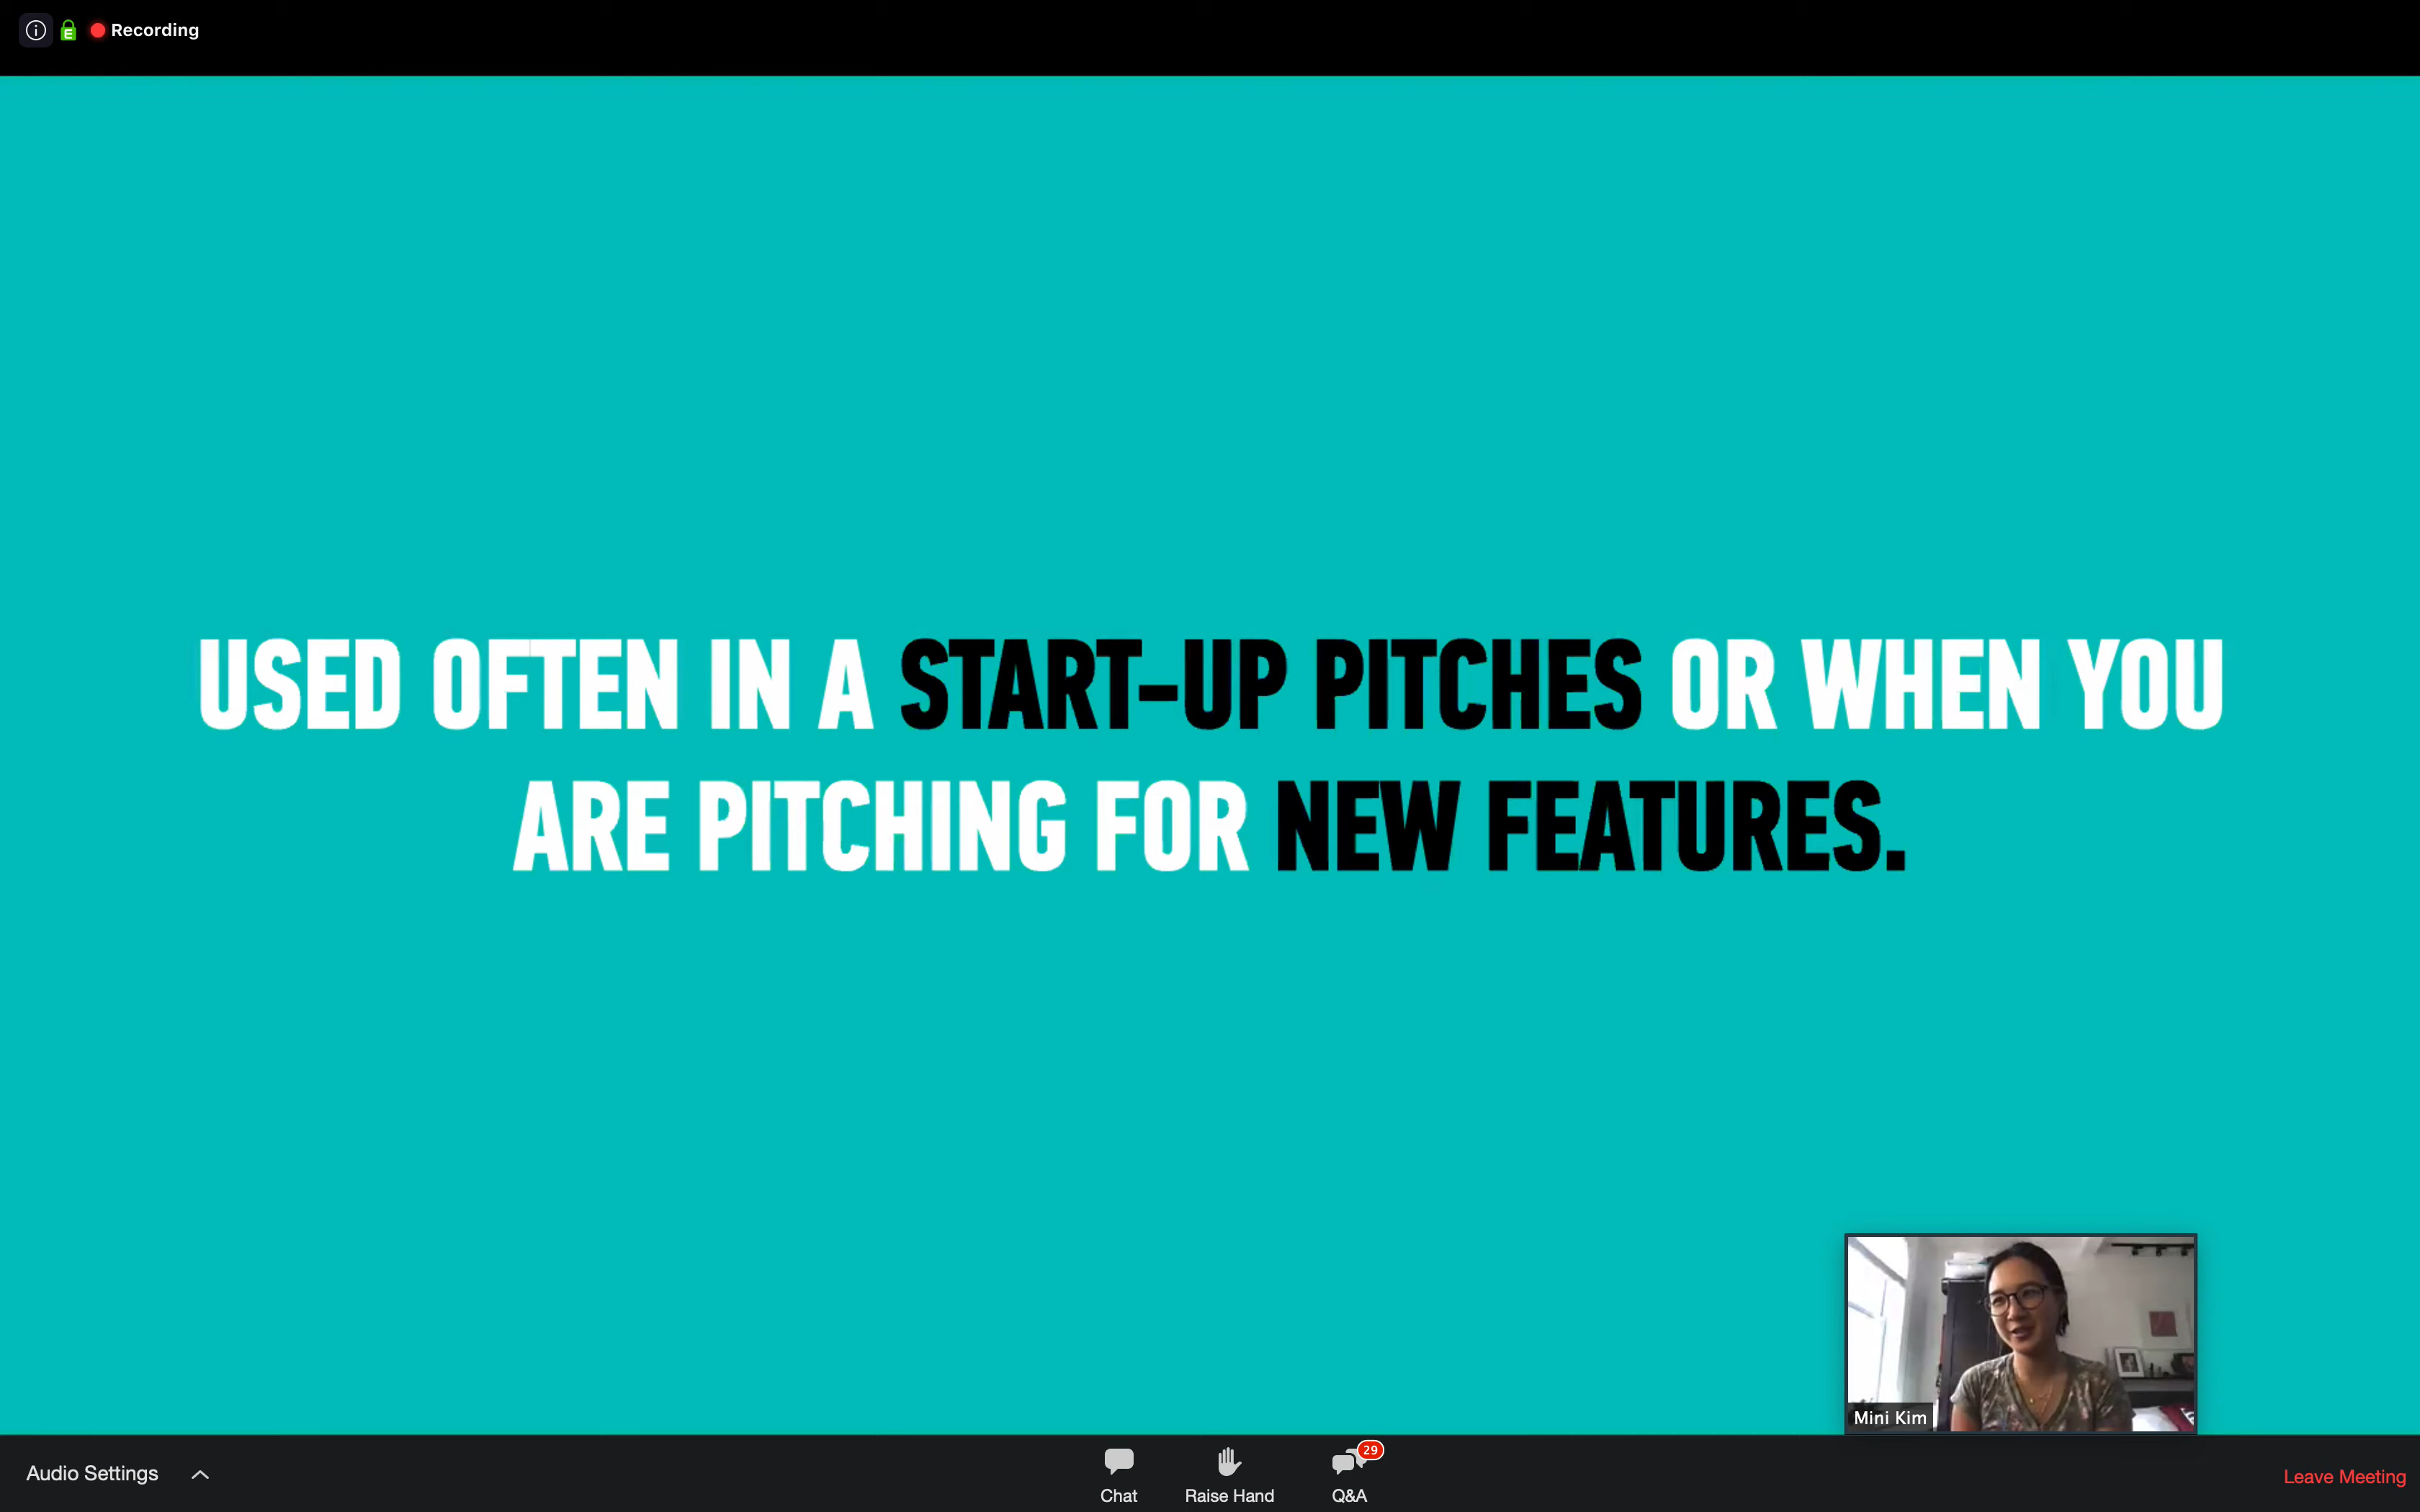 Recording
USED OFTEN IN A START-UP PITCHES OR WHEN YOU
ARE PITCHING FOR NEW FEATURES.
Mini Kim
Audio Settings
Chat
Raise Hand
29
Q&A
Leave Meeting